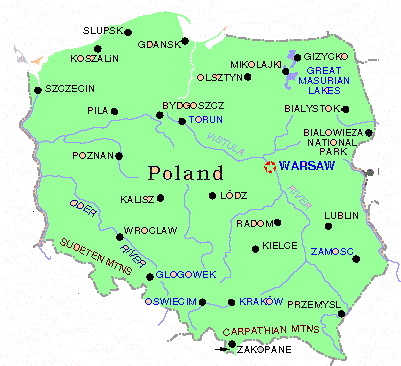 SLUPSK
GDANSK
KOSZALIN
MIKOLAJKI
GIZYCKO
OLSZTYN
GREAT
MASURIAN
LAKES
SZCZECIN
PILA
BYDGOSZCZ
TORUN
BIALYSTOK
BIALOWIEZA
NATIONAL
PARK
VISTULA
POZNAN
Poland
WARSAW
KALISZ
LÓDZ
RIVER
ODER
RADOM
LUBLIN
WROCLAW
RIVER
KIELCE
ZAMOSC
SUDETEN MTNS
GLOGOWEK
OSWIECIM
KRAKÓW
PRZEMYSL
CARPATHIAN MTNS
ZAKOPANE